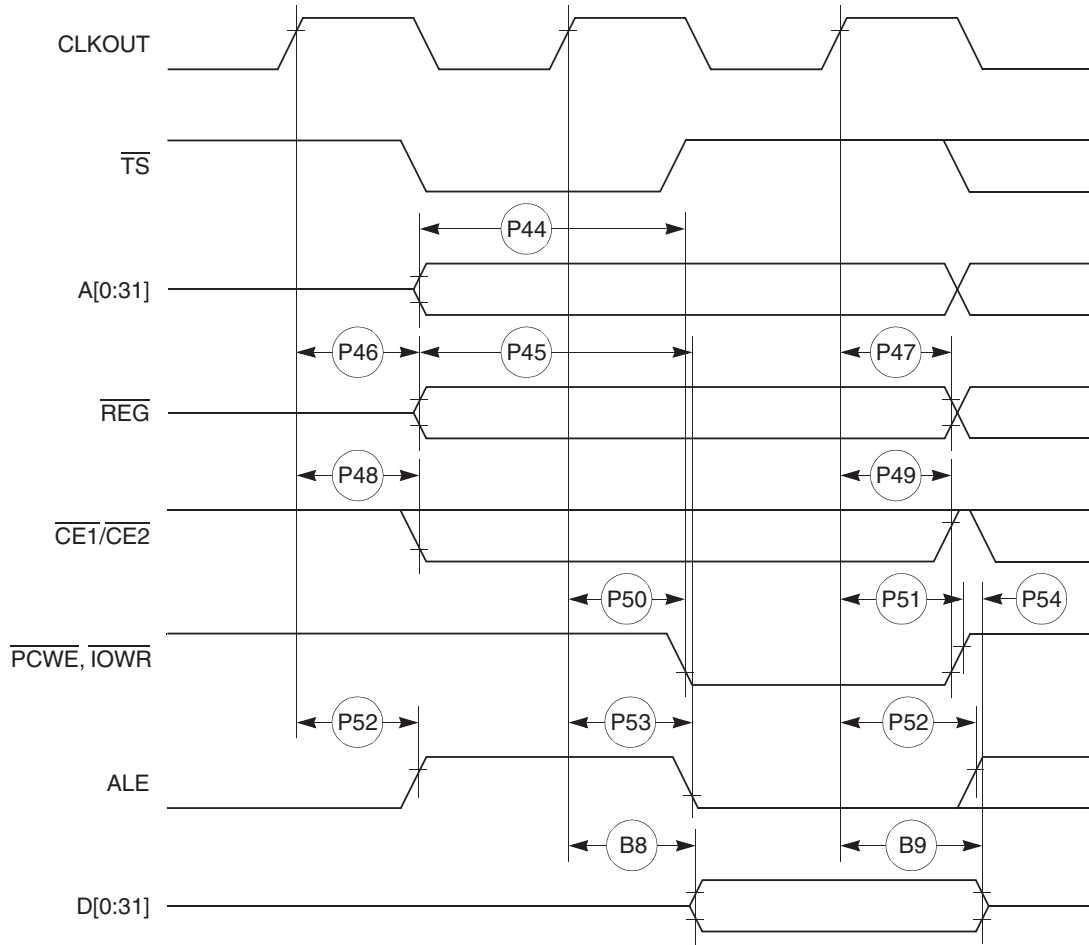 CLKOUT
TS
P44
A[0:31]
P46 P45 P47
REG
P48 P49
CE1/CE2
P50 P51 P54
PCWE, IOWR
P52 P53 P52
ALE
B8 B9
D[0:31]